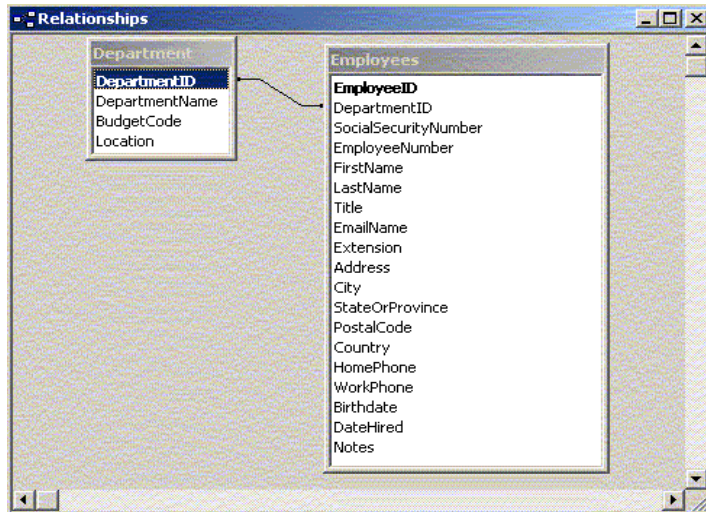 Relationships
Department
DepartmentID
DepartmentName
BudgetCode
Location
Employees
EmployeeID
DepartmentID
SocialSecurityNumber
EmployeeNumber
FirstName
LastName
Title
EmailName
Extension
Address
City
StateOrProvince
PostalCode
Country
HomePhone
WorkPhone
Birthdate
DateHired
Notes